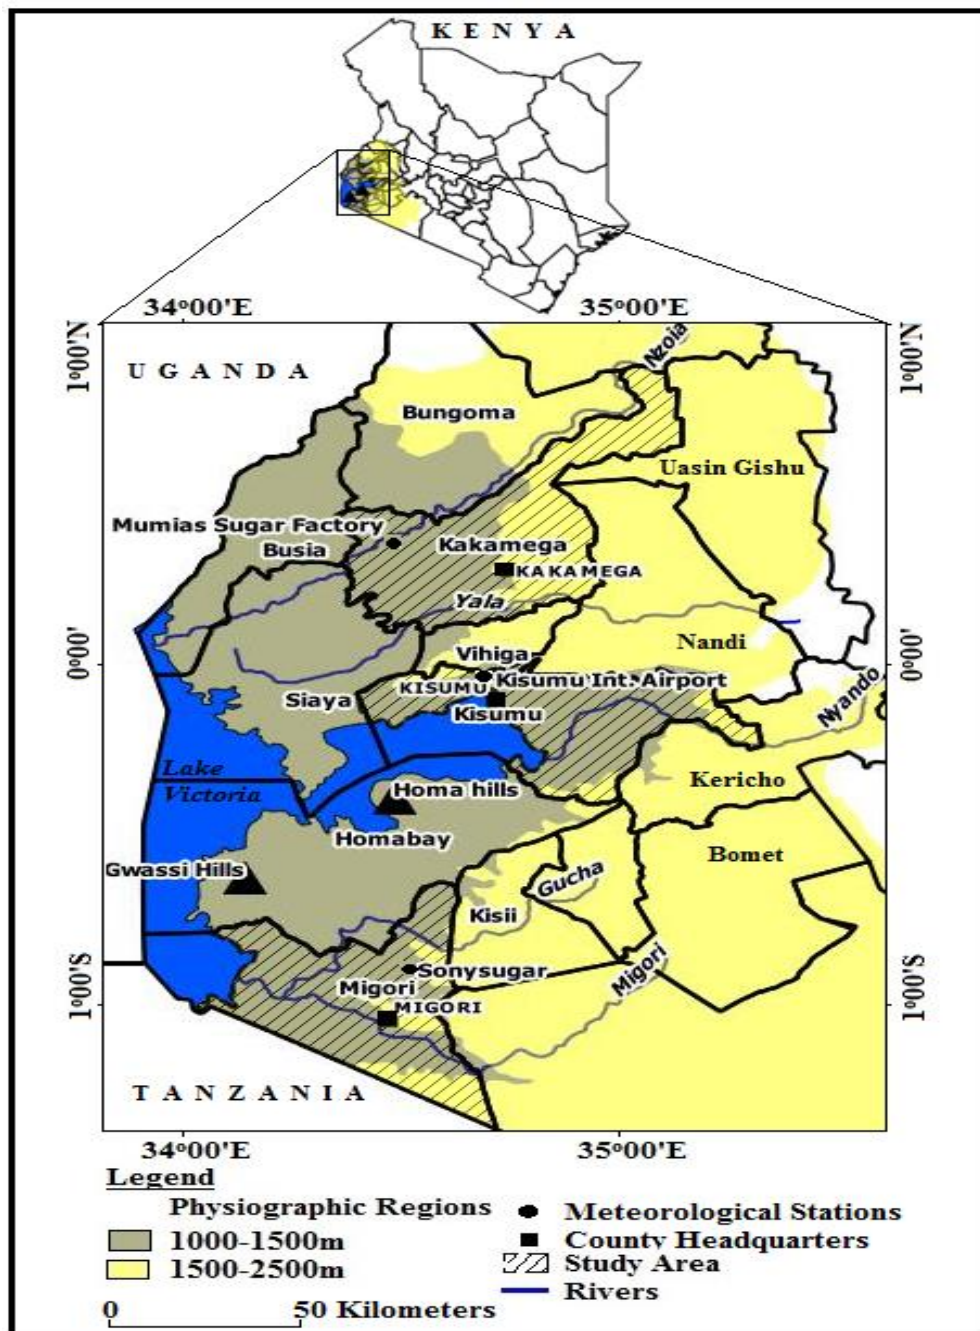 KENYA
34°00'E 35°00'E
1°00'N 1°00'N
UGANDA
Nzoia
Bungoma
Uasin Gishu
Mumias Sugar Factory
Busia
Kakamega
KAKAMEGA
Yala
0°00' 0°00'
Vihiga
Nandi
KISUMU
Kisumu Int. Airport
Siaya
Kisumu
Nyando
Lake
Victoria
Homa hills
Kericho
Homabay
Bomet
Gwassi Hills
Gucha
Kisii
Sonysugar
Migori
Migori
MIGORI
1°00'S 1°00'S
TANZANIA
34°00'E 35°00'E
Legend
Physiographic Regions
1000-1500m
1500-2500m
0 50 Kilometers
Meteorological Stations
County Headquarters
Study Area
Rivers